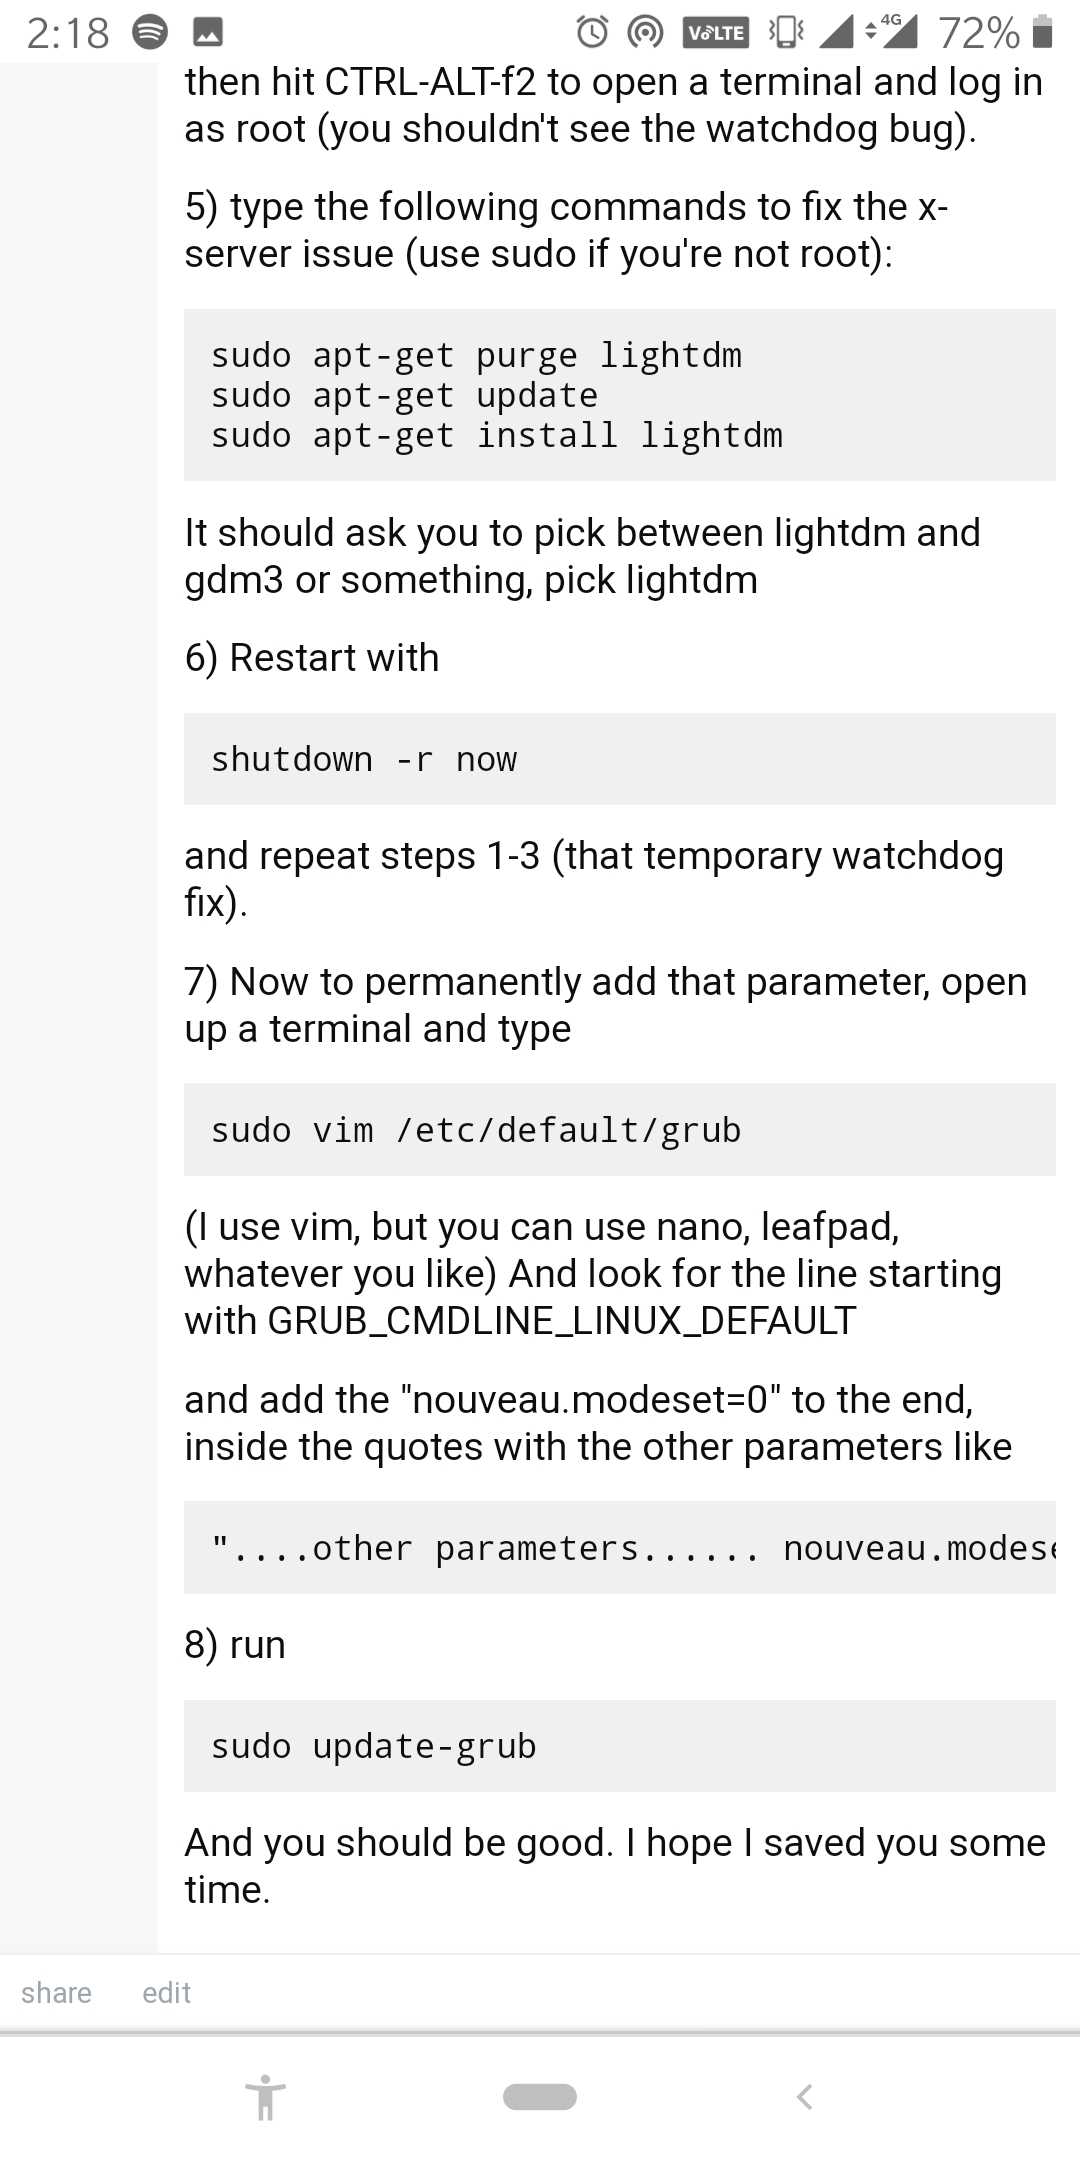 2:18
VoLTE
4G
72%
then hit CTRL-ALT-f2 to open a terminal and log in
as root (you shouldn't see the watchdog bug).
5) type the following commands to fix the x-
server issue (use sudo if you're not root):
sudo apt-get purge lightdm
sudo apt-get update
sudo apt-get install lightdm
It should ask you to pick between lightdm and
gdm3 or something, pick lightdm
6) Restart with
shutdown -r now
and repeat steps 1-3 (that temporary watchdog
fix).
7) Now to permanently add that parameter, open
up a terminal and type
sudo vim /etc/default/grub
(I use vim, but you can use nano, leafpad,
whatever you like) And look for the line starting
with GRUB_CMDLINE_LINUX_DEFAULT
and add the "nouveau.modeset=0" to the end,
inside the quotes with the other parameters like
"....other parameters...... nouveau.modese
8) run
sudo update-grub
And you should be good. I hope I saved you some
time.
share edit